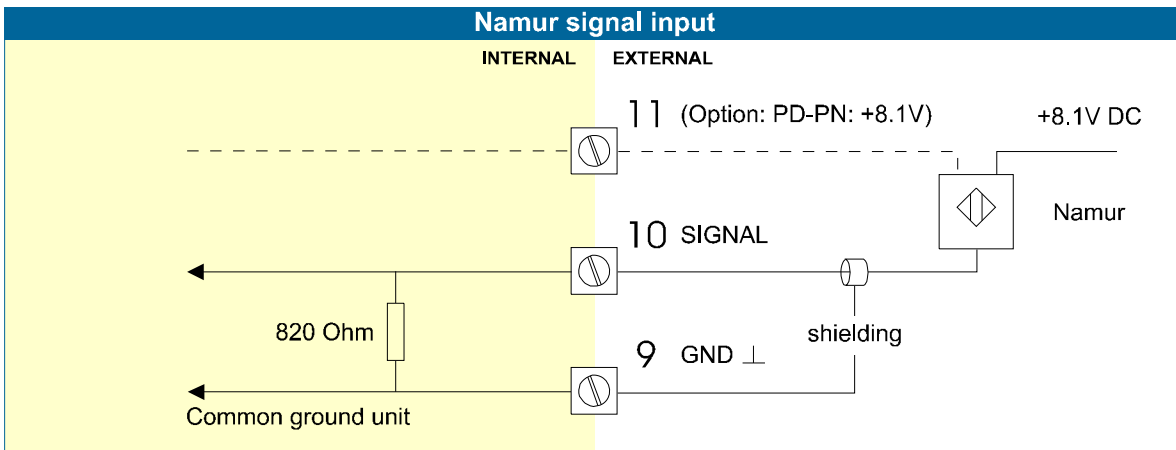 Namur signal input
INTERNAL EXTERNAL
11 (Option: PD-PN: +8.1V) +8.1V DC
Namur
10 SIGNAL
820 Ohm
shielding
9 GND ⊥
Common ground unit